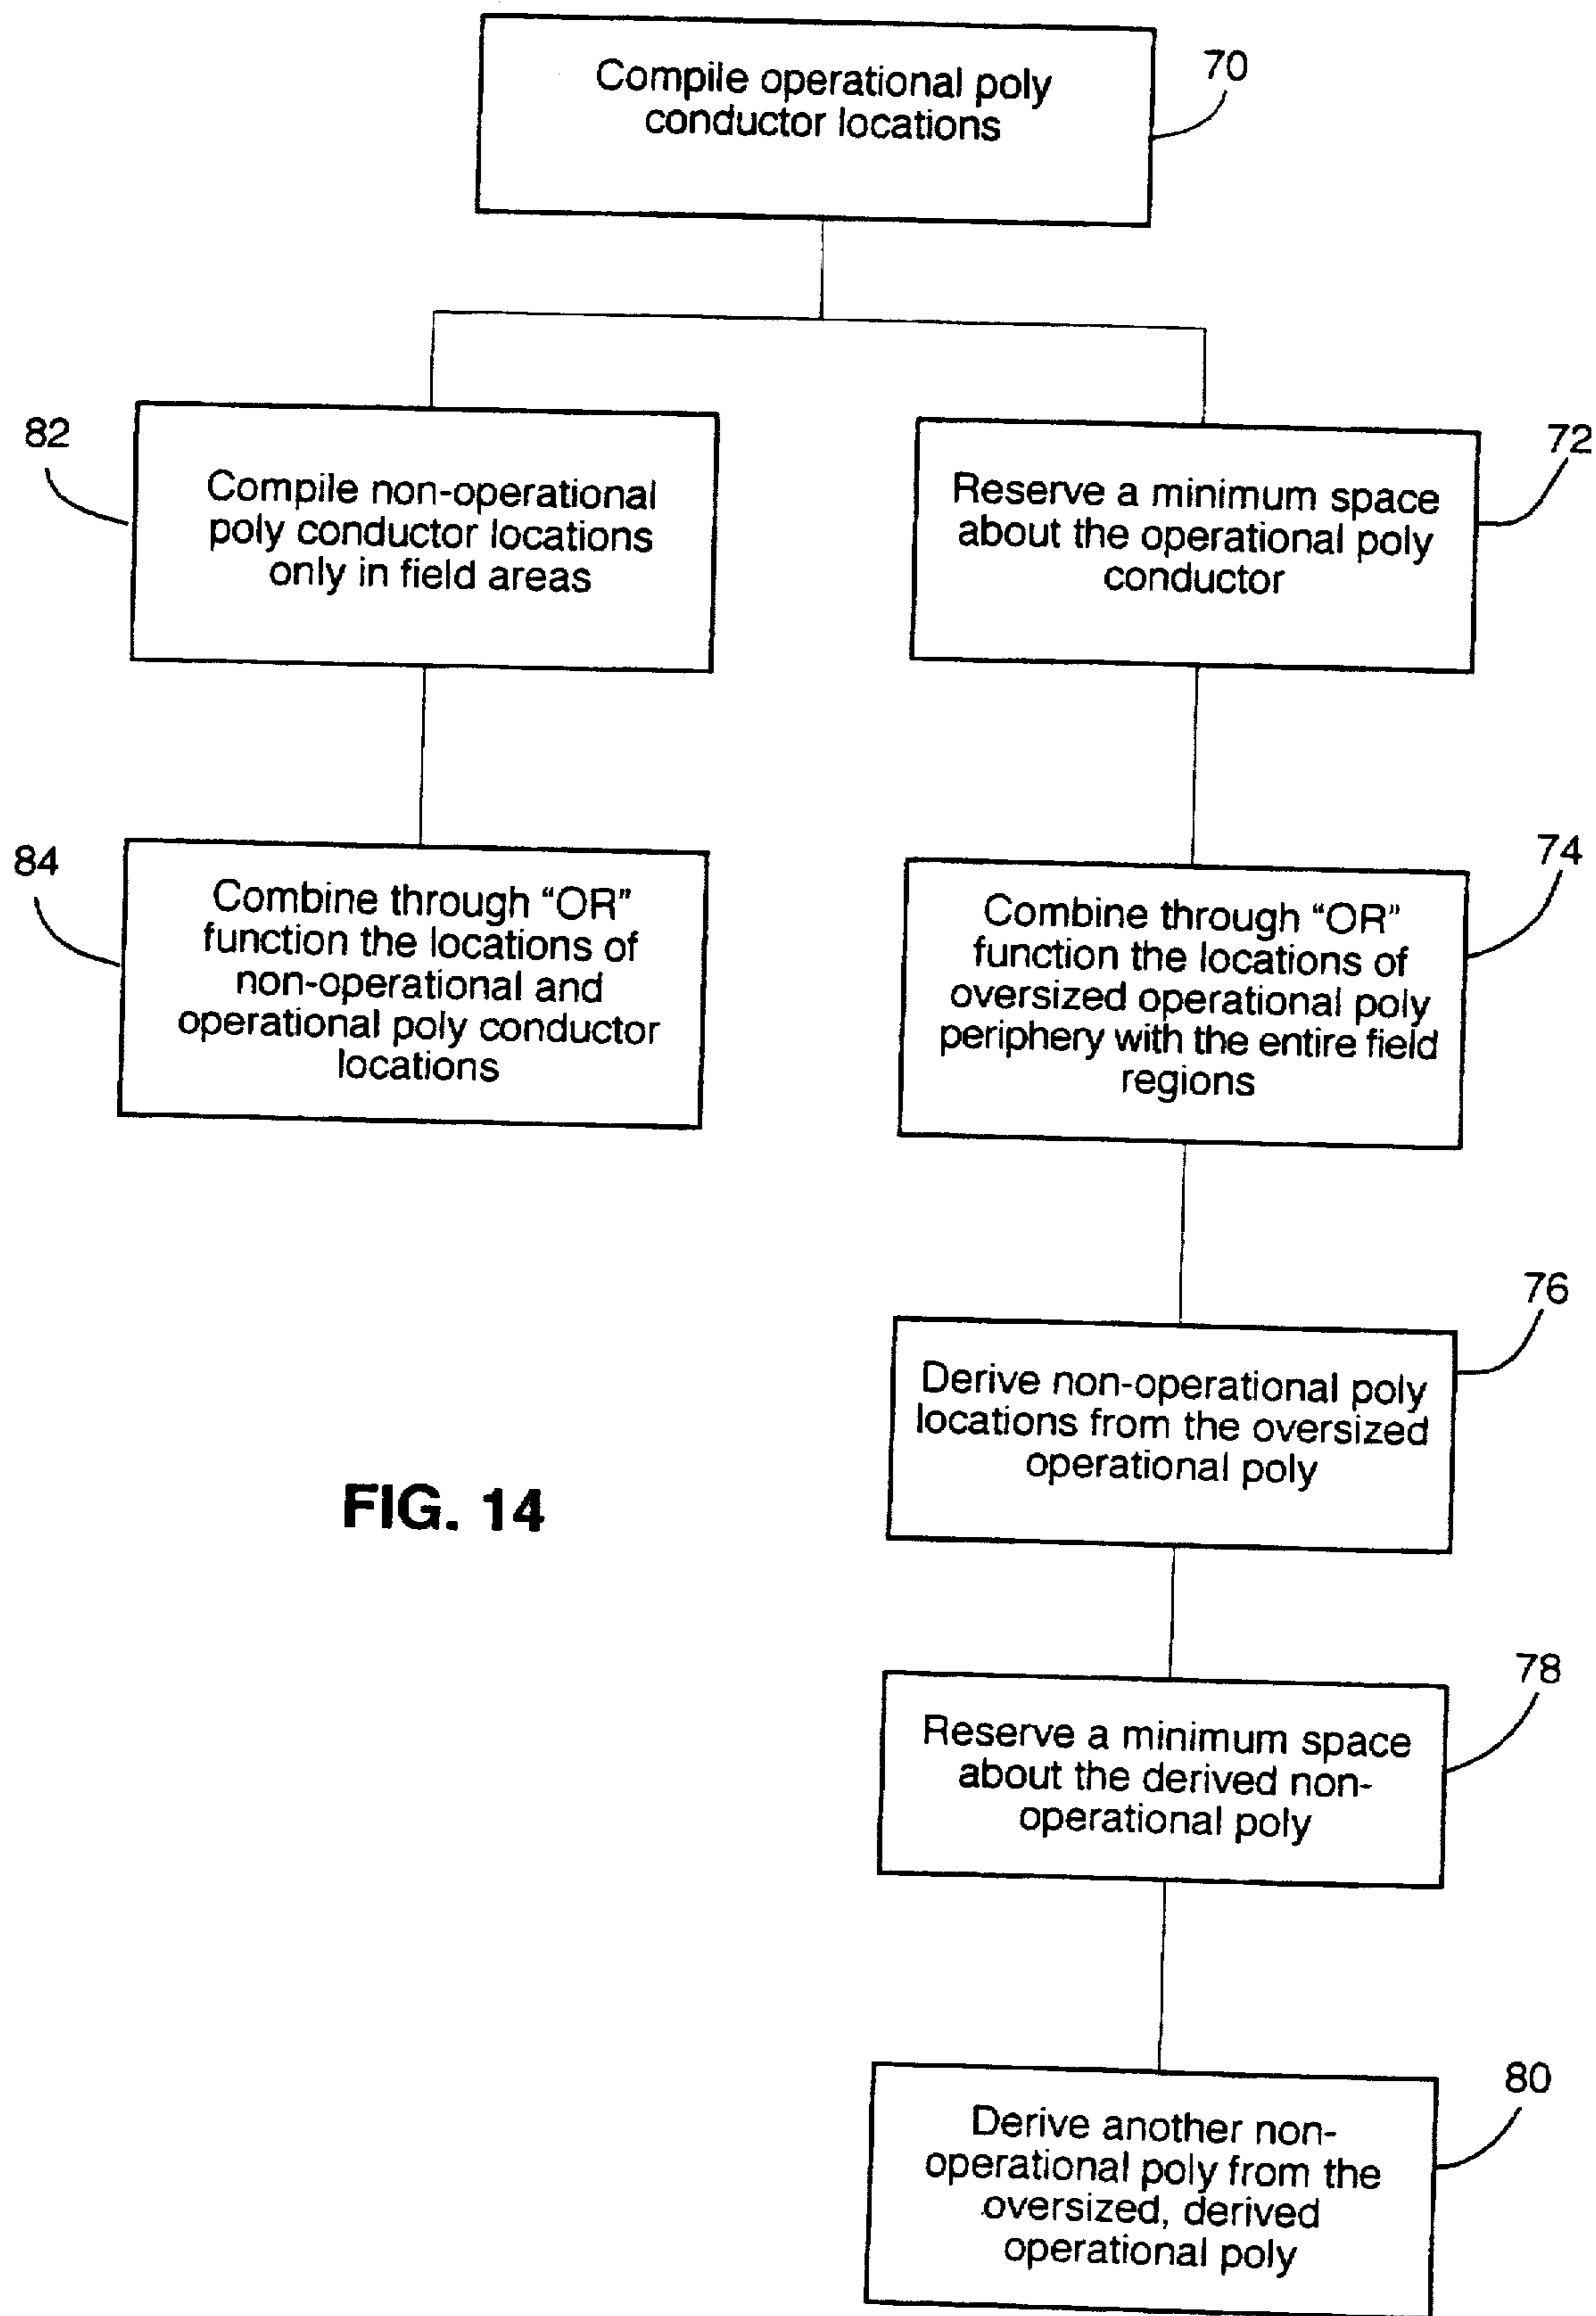 Compile operational poly
conductor locations
70
82
Compile non-operational
poly conductor locations
only in field areas
Reserve a minimum space
about the operational poly
conductor
72
84
Combine through “OR”
function the locations of
non-operational and
operational poly conductor
locations
Combine through “OR”
function the locations of
oversized operational poly
periphery with the entire field
regions
74
Derive non-operational poly
locations from the oversized
operational poly
76
FIG. 14
Reserve a minimum space
about the derived non-
operational poly
78
Derive another non-
operational poly from the
oversized, derived
operational poly
80